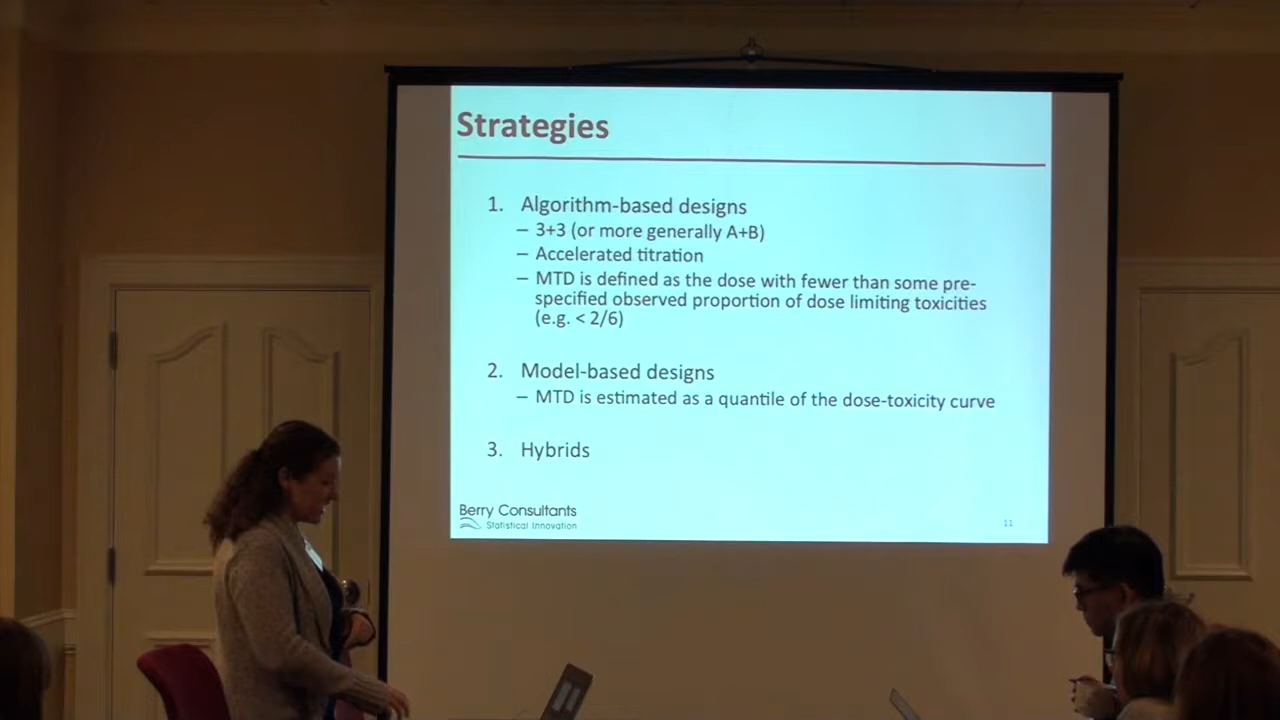 Strategies
1. Algorithm-based designs
– 3+3 (or more generally A+B)
– Accelerated titration
– MTD is defined as the dose with fewer than some pre-
specified observed proportion of dose limiting toxicities
(e.g. < 2/6)
2. Model-based designs
– MTD is estimated as a quantile of the dose-toxicity curve
3. Hybrids
Berry Consultants
Statistical Innovation
11